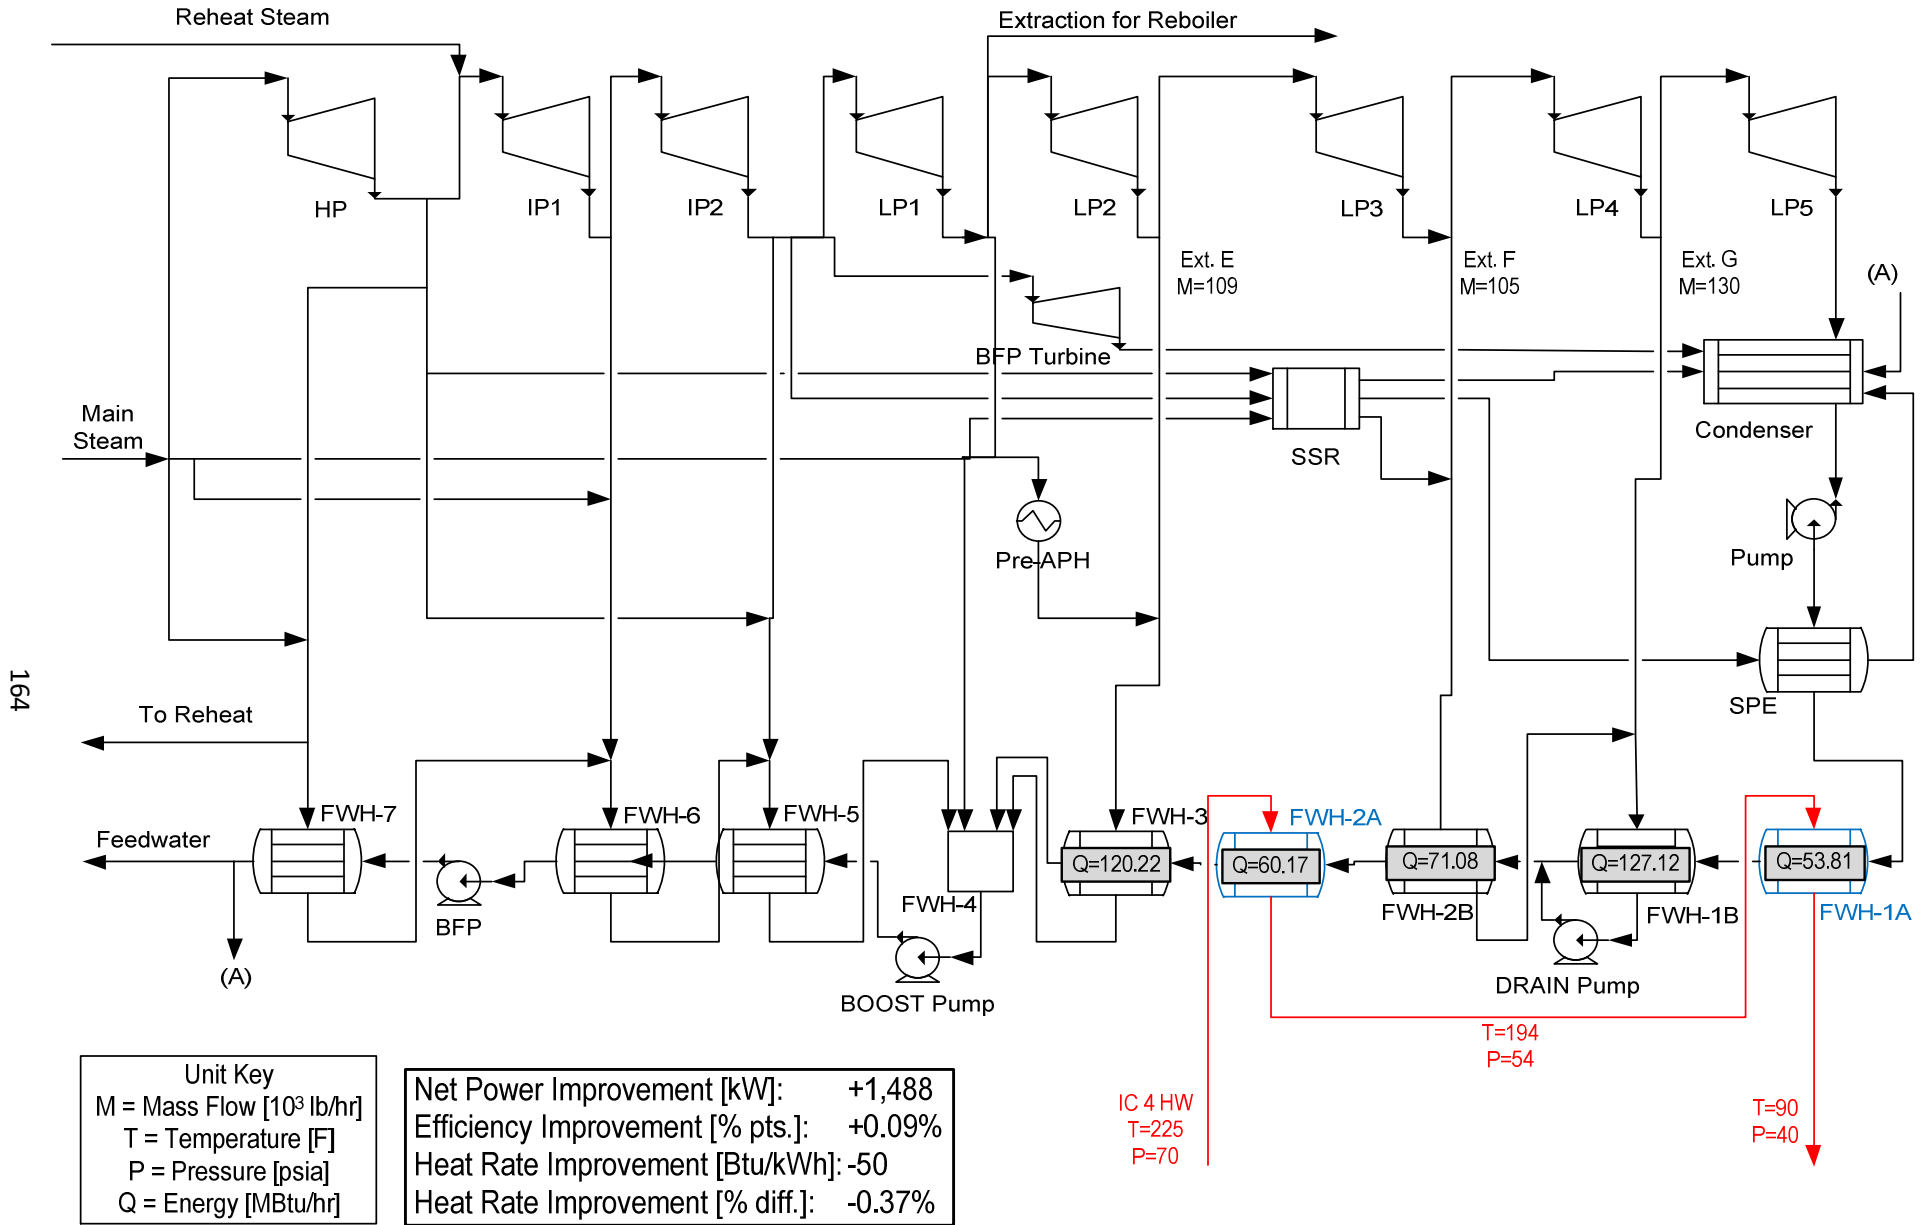 Reheat Steam
Extraction for Reboiler
HP
IP1
IP2
LP1
LP2
LP3
LP4
LP5
Ext. E
M=109
Ext. F
M=105
Ext. G
M=130
(A)
BFP Turbine
Main
Steam
SSR
Condenser
Pre-APH
Pump
164
To Reheat
SPE
FWH-7
FWH-6
FWH-5
FWH-3
FWH-2A
Feedwater
Q=120.22
Q=60.17
Q=71.08
Q=127.12
Q=53.81
FWH-4
FWH-2B
FWH-1B
FWH-1A
BFP
(A)
BOOST Pump
DRAIN Pump
T=194
P=54
Unit Key
M = Mass Flow [10³ lb/hr]
T = Temperature [F]
P = Pressure [psia]
Q = Energy [MBtu/hr]
Net Power Improvement [kW]: +1,488
Efficiency Improvement [% pts.]: +0.09%
Heat Rate Improvement [Btu/kWh]: -50
Heat Rate Improvement [% diff.]: -0.37%
IC 4 HW
T=225
P=70
T=90
P=40